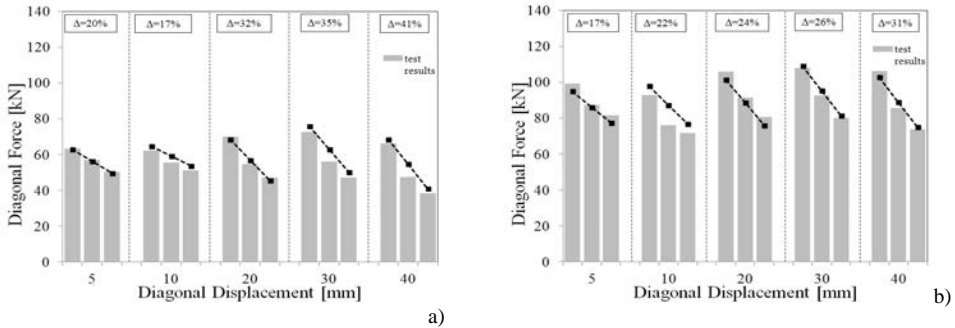 Δ=20% Δ=17% Δ=32% Δ=35% Δ=41%
140
120
100
80
60
40
20
0
Diagonal Force [kN]
test results
5 10 20 30 40
Diagonal Displacement [mm]
a)
Δ=17% Δ=22% Δ=24% Δ=26% Δ=31%
140
120
100
80
60
40
20
0
Diagonal Force [kN]
test results
5 10 20 30 40
Diagonal Displacement [mm]
b)